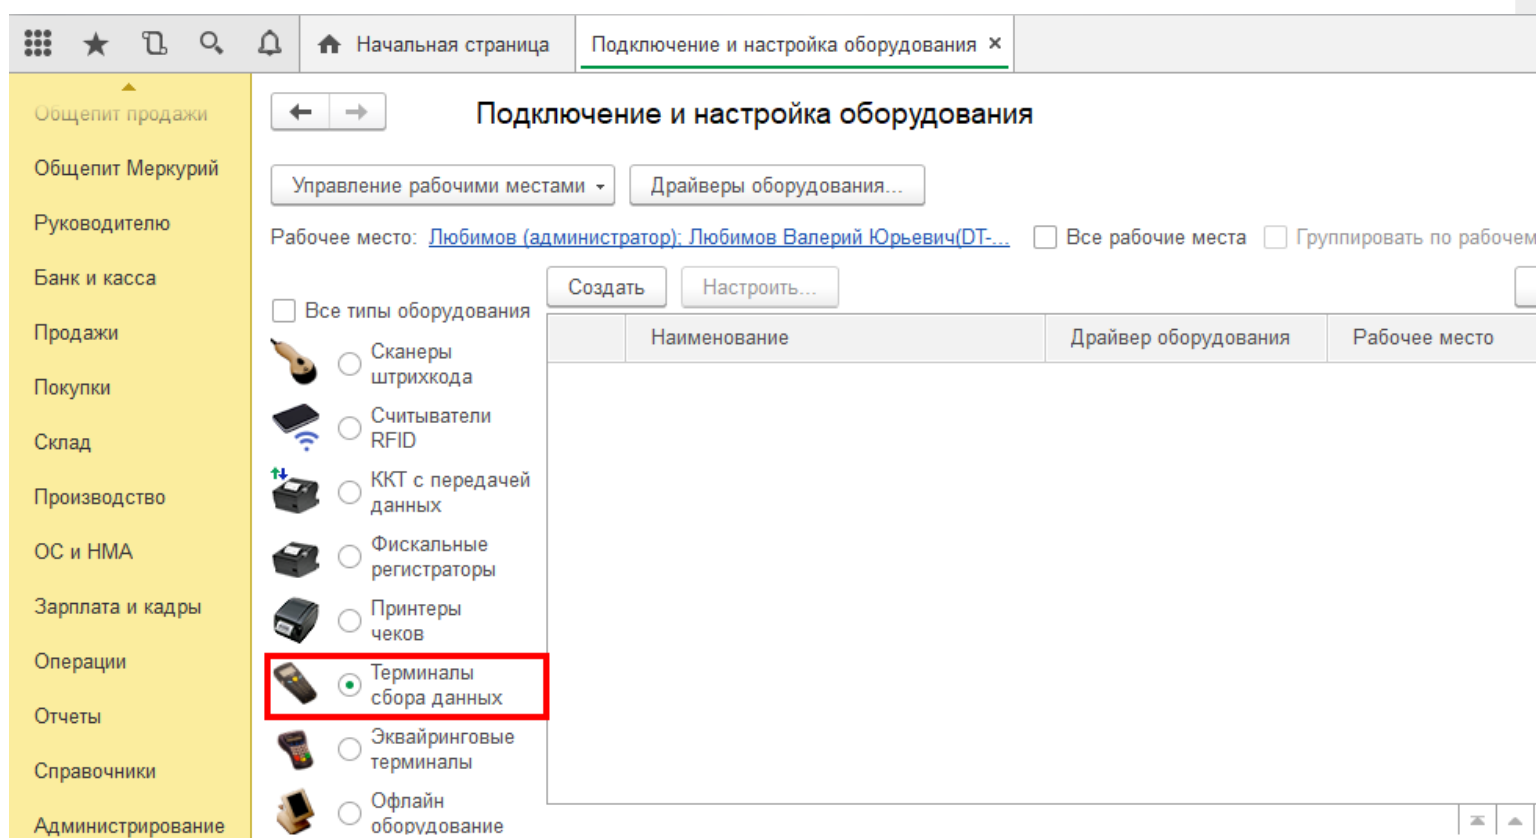 Начальная страница
Подключение и настройка оборудования ×
Общепит продажи
Общепит Меркурий
Руководителю
Банк и касса
Продажи
Покупки
Склад
Производство
ОС и НМА
Зарплата и кадры
Операции
Отчеты
Справочники
Администрирование
Подключение и настройка оборудования
Управление рабочими местами
Драйверы оборудования...
Рабочее место: Любимов (администратор); Любимов Валерий Юрьевич(DT-...
Все рабочие места
Группировать по рабочем
Все типы оборудования
Сканеры
штрихкода
Считыватели
RFID
ККТ с передачей
данных
Фискальные
регистраторы
Принтеры
чеков
Терминалы
сбора данных
Эквайринговые
терминалы
Офлайн
оборудование
Создать
Настроить...
Наименование
Драйвер оборудования
Рабочее место